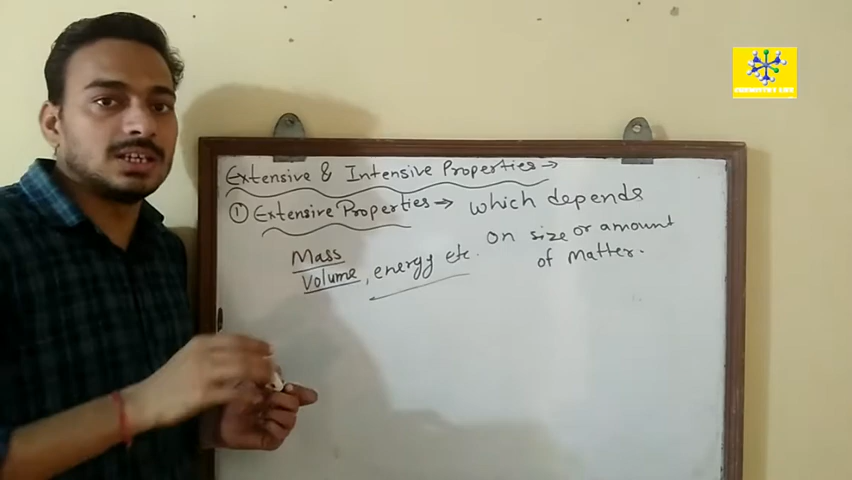 Extensive & Intensive Properties →
① Extensive Properties → which depends
on size or amount
of Matter.
Mass
Volume, energy etc.